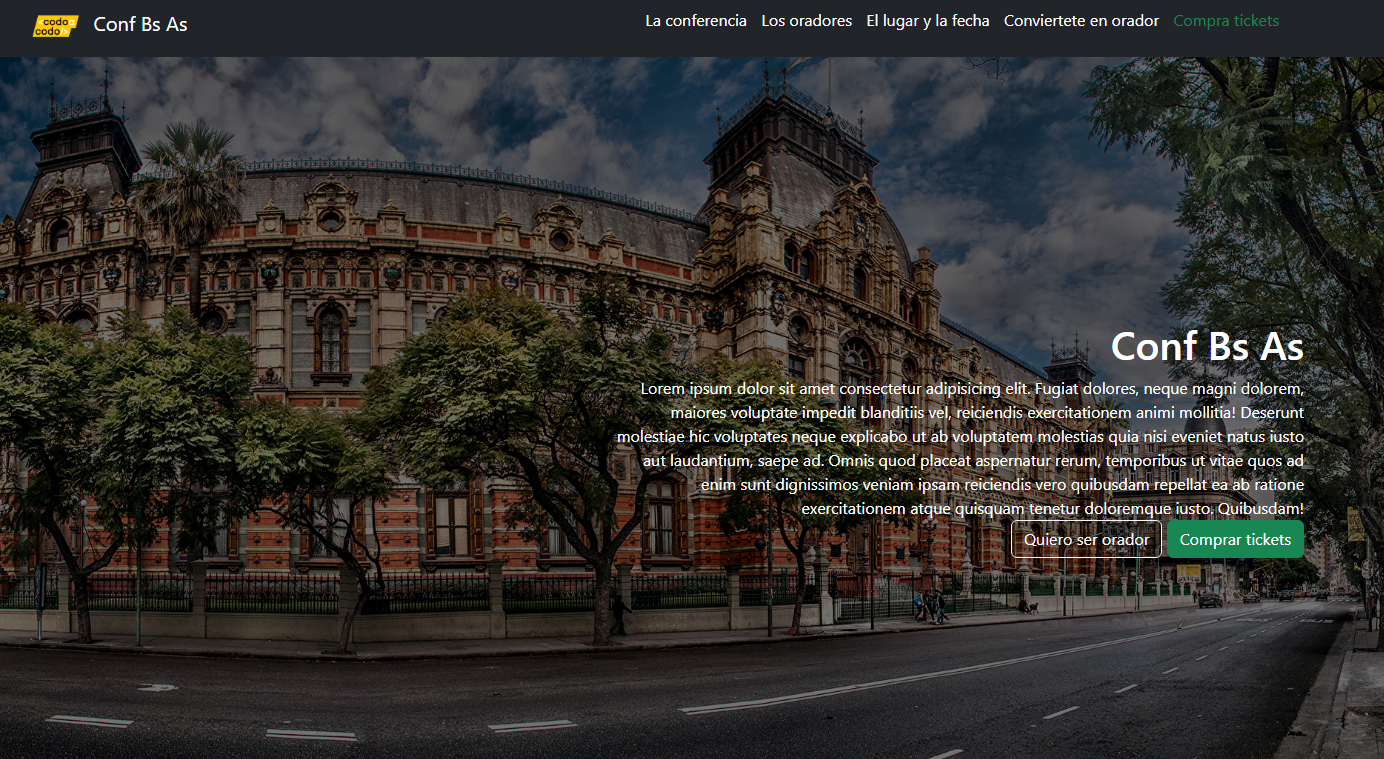 codo a
codo
Conf Bs As
La conferencia Los oradores El lugar y la fecha Conviertete en orador Compra tickets
Conf Bs As
Lorem ipsum dolor sit amet consectetur adipisicing elit. Fugiat dolores, neque magni dolorem,
maiores voluptate impedit blanditiis vel, reiciendis exercitationem animi mollitia! Deserunt
molestiae hic voluptates neque explicabo ut ab voluptatem molestias quia nisi eveniet natus iusto
aut laudantium, saepe ad. Omnis quod placeat aspernatur rerum, temporibus ut vitae quos ad
enim sunt dignissimos veniam ipsam reiciendis vero quibusdam repellat ea ab ratione
exercitationem atque quisquam tenetur doloremque iusto. Quibusdam!
Quiero ser orador Comprar tickets